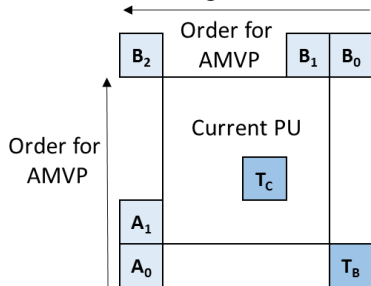 Order for
AMVP
B2
B1
B0
Current PU
Order for
AMVP
TC
A1
A0
TB